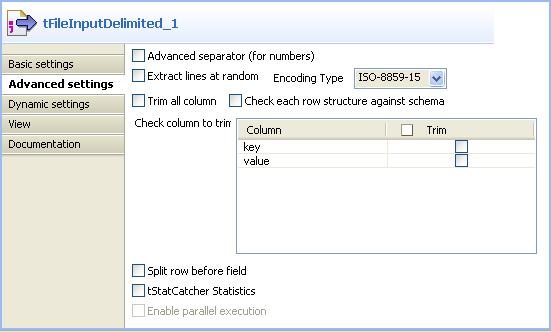 tFileInputDelimited_1
Basic settings
Advanced settings
Dynamic settings
View
Documentation
Advanced separator (for numbers)
Extract lines at random Encoding Type ISO-8859-15
Trim all column Check each row structure against schema
Check column to trim
Column Trim
key
value
Split row before field
tStatCatcher Statistics
Enable parallel execution